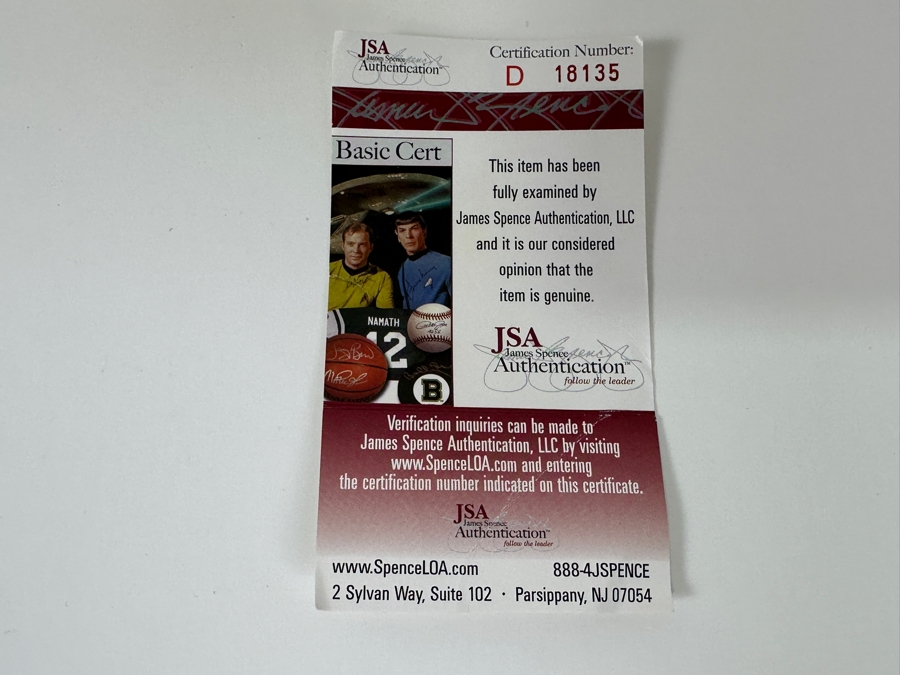 JSA
James Spence
Authentication
Certification Number:
D 18135
Basic Cert
This item has been
fully examined by
James Spence Authentication, LLC
and it is our considered
opinion that the
item is genuine.
NAMATH
12
B
JSA
James Spence
Authentication™
follow the leader
Verification inquiries can be made to
James Spence Authentication, LLC by visiting
www.SpenceLOA.com and entering
the certification number indicated on this certificate.
JSA
James Spence
Authentication™
follow the leader
www.SpenceLOA.com 888-4JSPENCE
2 Sylvan Way, Suite 102 · Parsippany, NJ 07054